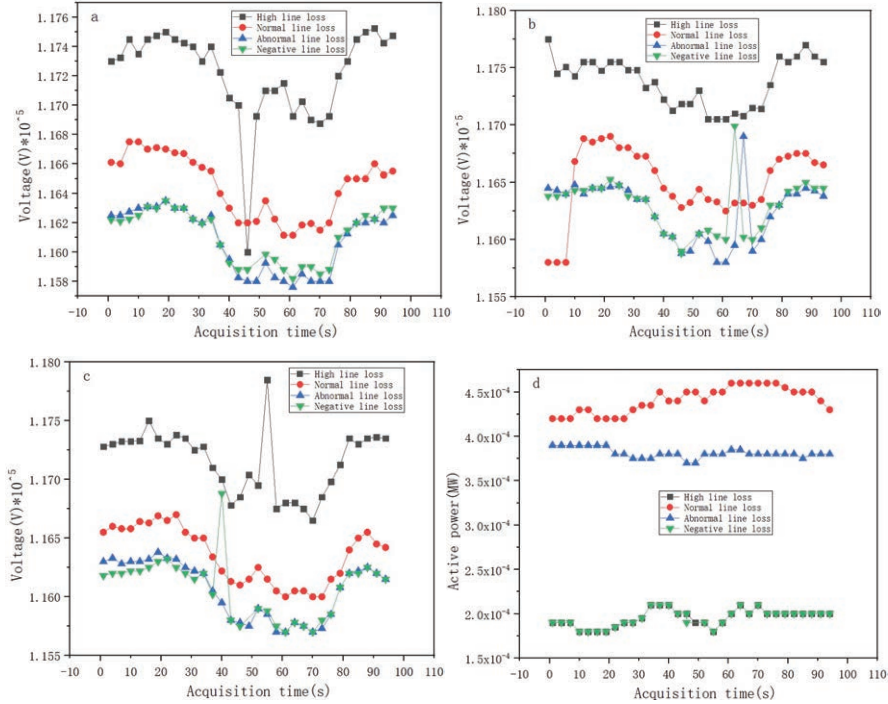 a
High line loss
Normal line loss
Abnormal line loss
Negative line loss
Voltage(V)*10^-5
1.176
1.174
1.172
1.170
1.168
1.166
1.164
1.162
1.160
1.158
-10 0 10 20 30 40 50 60 70 80 90 100 110
Acquisition time(s)
b
High line loss
Normal line loss
Abnormal line loss
Negative line loss
Voltage(V)*10^-5
1.180
1.175
1.170
1.165
1.160
1.155
-10 0 10 20 30 40 50 60 70 80 90 100 110
Acquisition time(s)
c
High line loss
Normal line loss
Abnormal line loss
Negative line loss
Voltage(V)*10^-5
1.180
1.175
1.170
1.165
1.160
1.155
-10 0 10 20 30 40 50 60 70 80 90 100 110
Acquisition time(s)
d
High line loss
Normal line loss
Abnormal line loss
Negative line loss
Active power(MW)
4.5x10⁻⁴
4.0x10⁻⁴
3.5x10⁻⁴
3.0x10⁻⁴
2.5x10⁻⁴
2.0x10⁻⁴
1.5x10⁻⁴
-10 0 10 20 30 40 50 60 70 80 90 100 110
Acquisition time(s)